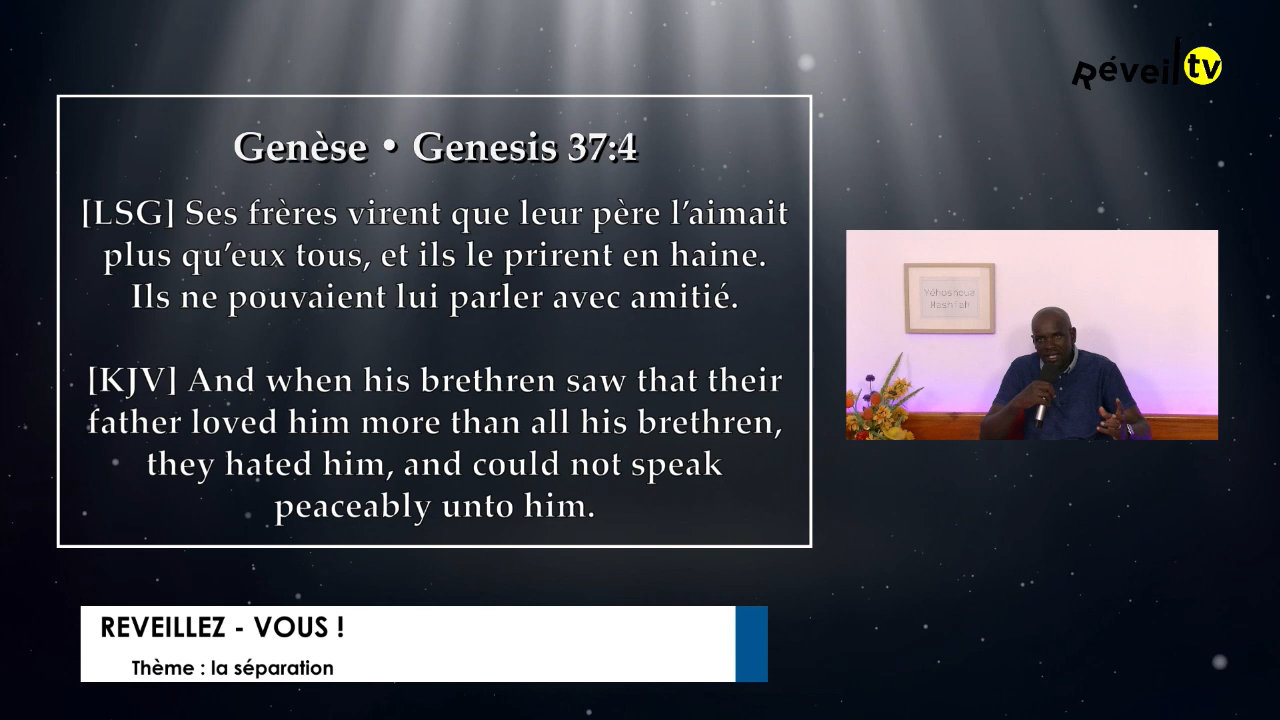 Réveil tv
Genèse • Genesis 37:4
[LSG] Ses frères virent que leur père l’aimait
plus qu’eux tous, et ils le prirent en haine.
Ils ne pouvaient lui parler avec amitié.
[KJV] And when his brethren saw that their
father loved him more than all his brethren,
they hated him, and could not speak
peaceably unto him.
Yéhoshoua
Mashiah
REVEILLEZ - VOUS !
Thème : la séparation